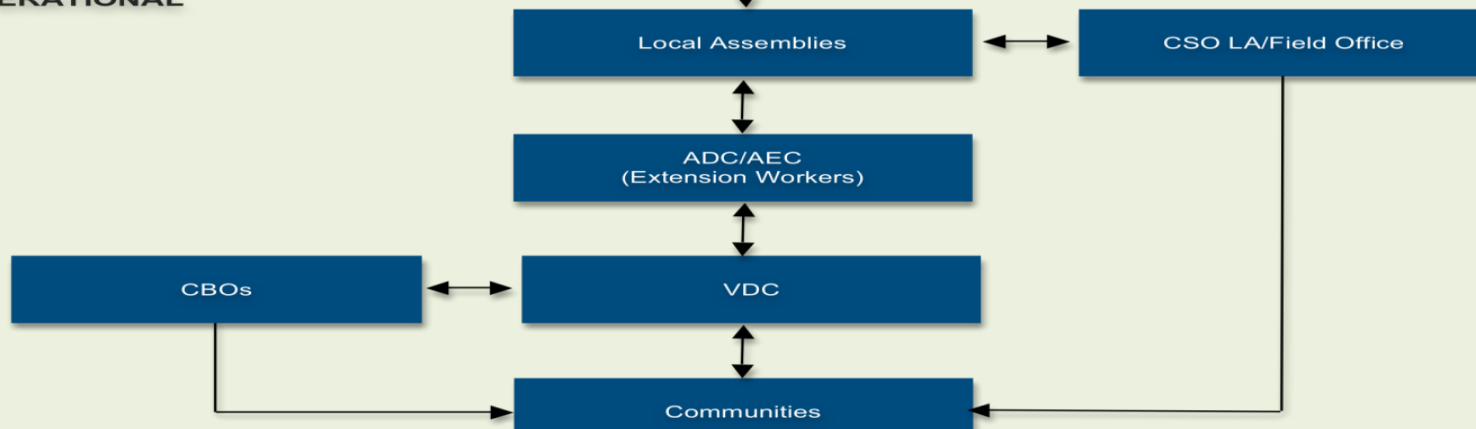 Local Assemblies
CSO LA/Field Office
ADC/AEC
(Extension Workers)
CBOs
VDC
Communities